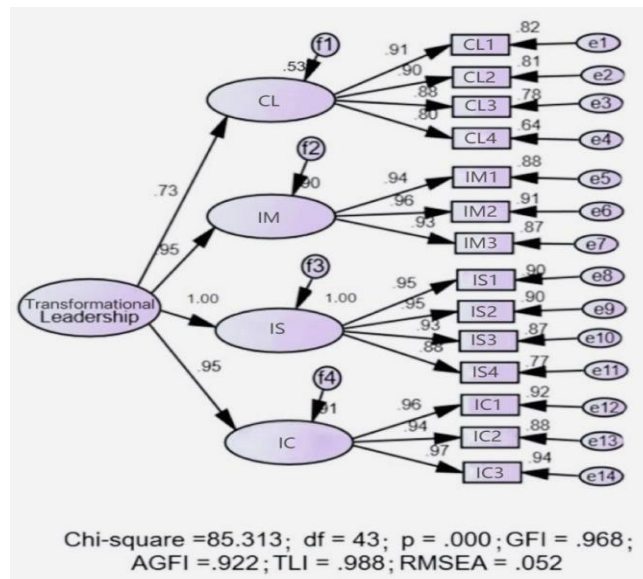 f1
.53
CL
.91
.90
.88
.80
CL1
CL2
CL3
CL4
.82
.81
.78
.64
e1
e2
e3
e4
f2
.90
IM
.94
.96
.93
IM1
IM2
IM3
.88
.91
.87
e5
e6
e7
.73
.95
Transformational
Leadership
1.00
.95
f3
1.00
IS
.95
.95
.93
.88
IS1
IS2
IS3
IS4
.90
.90
.87
.77
e8
e9
e10
e11
f4
.91
IC
.96
.94
.97
IC1
IC2
IC3
.92
.88
.94
e12
e13
e14
Chi-square =85.313; df = 43; p = .000; GFI = .968;
AGFI =.922; TLI = .988; RMSEA = .052